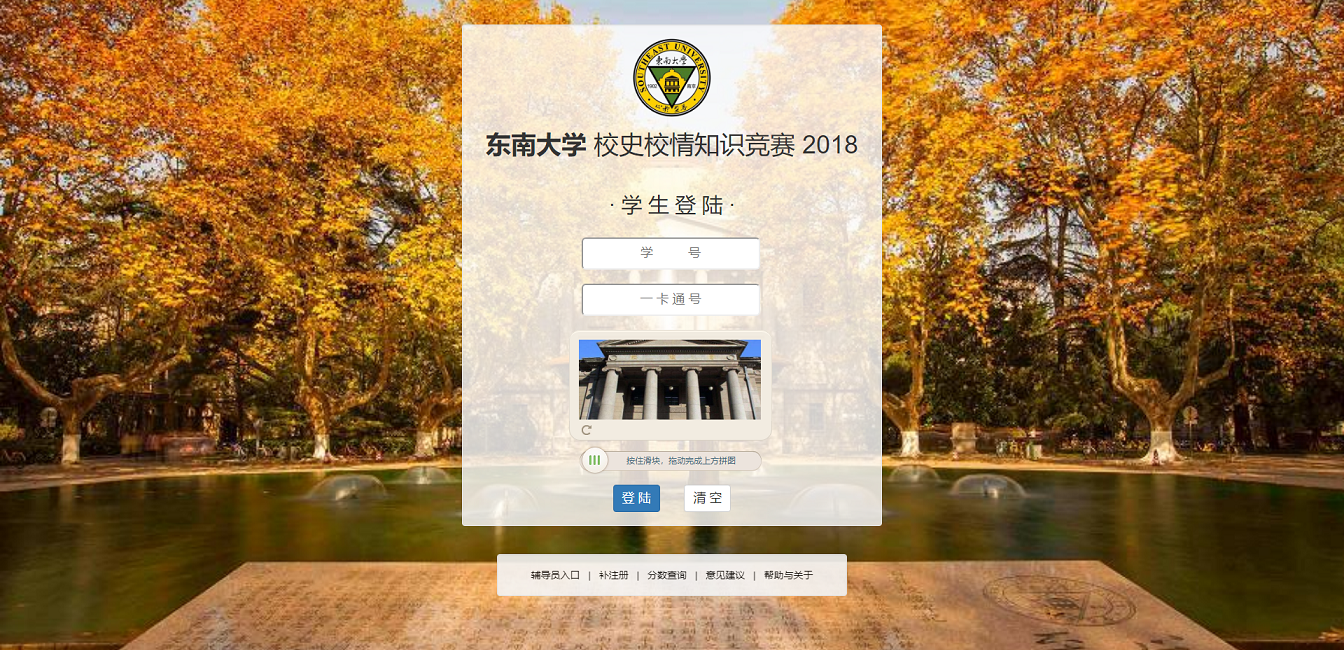 SOUTHEAST UNIVERSITY
東南大學
1902 南京
东南大学 校史校情知识竞赛 2018
· 学 生 登 陆 ·
学 号
一 卡 通 号
按住滑块，拖动完成上方拼图
登 陆 清 空
辅导员入口 | 补注册 | 分数查询 | 意见建议 | 帮助与关于